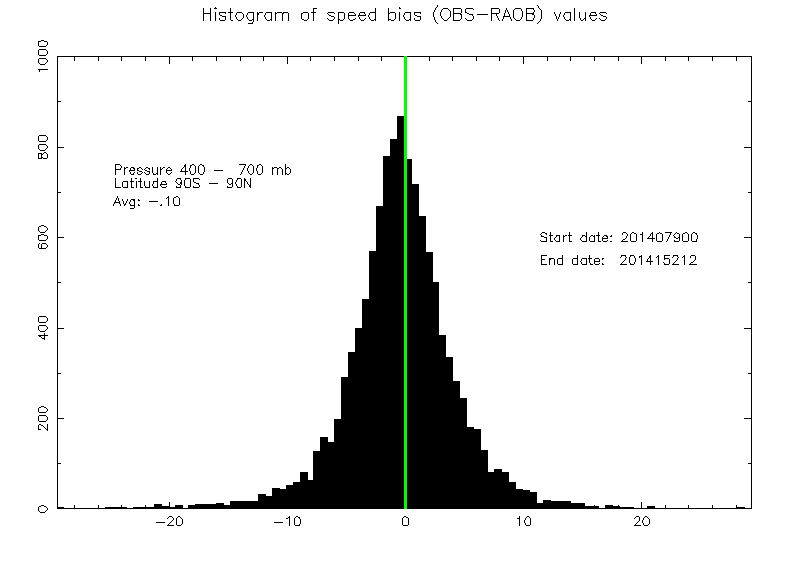 Histogram of speed bias (OBS-RAOB) values
1000
800
600
400
200
0
Pressure 400 - 700 mb
Latitude 90S - 90N
Avg: -.10
Start date: 201407900
End date: 201415212
-20 -10 0 10 20